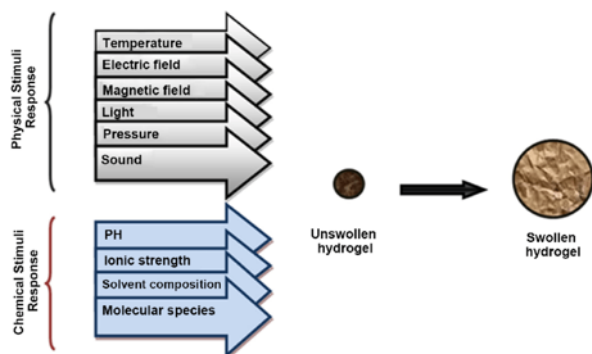 Physical Stimuli
Response
Temperature
Electric field
Magnetic field
Light
Pressure
Sound
Chemical Stimuli
Response
PH
Ionic strength
Solvent composition
Molecular species
Unswollen
hydrogel
Swollen
hydrogel